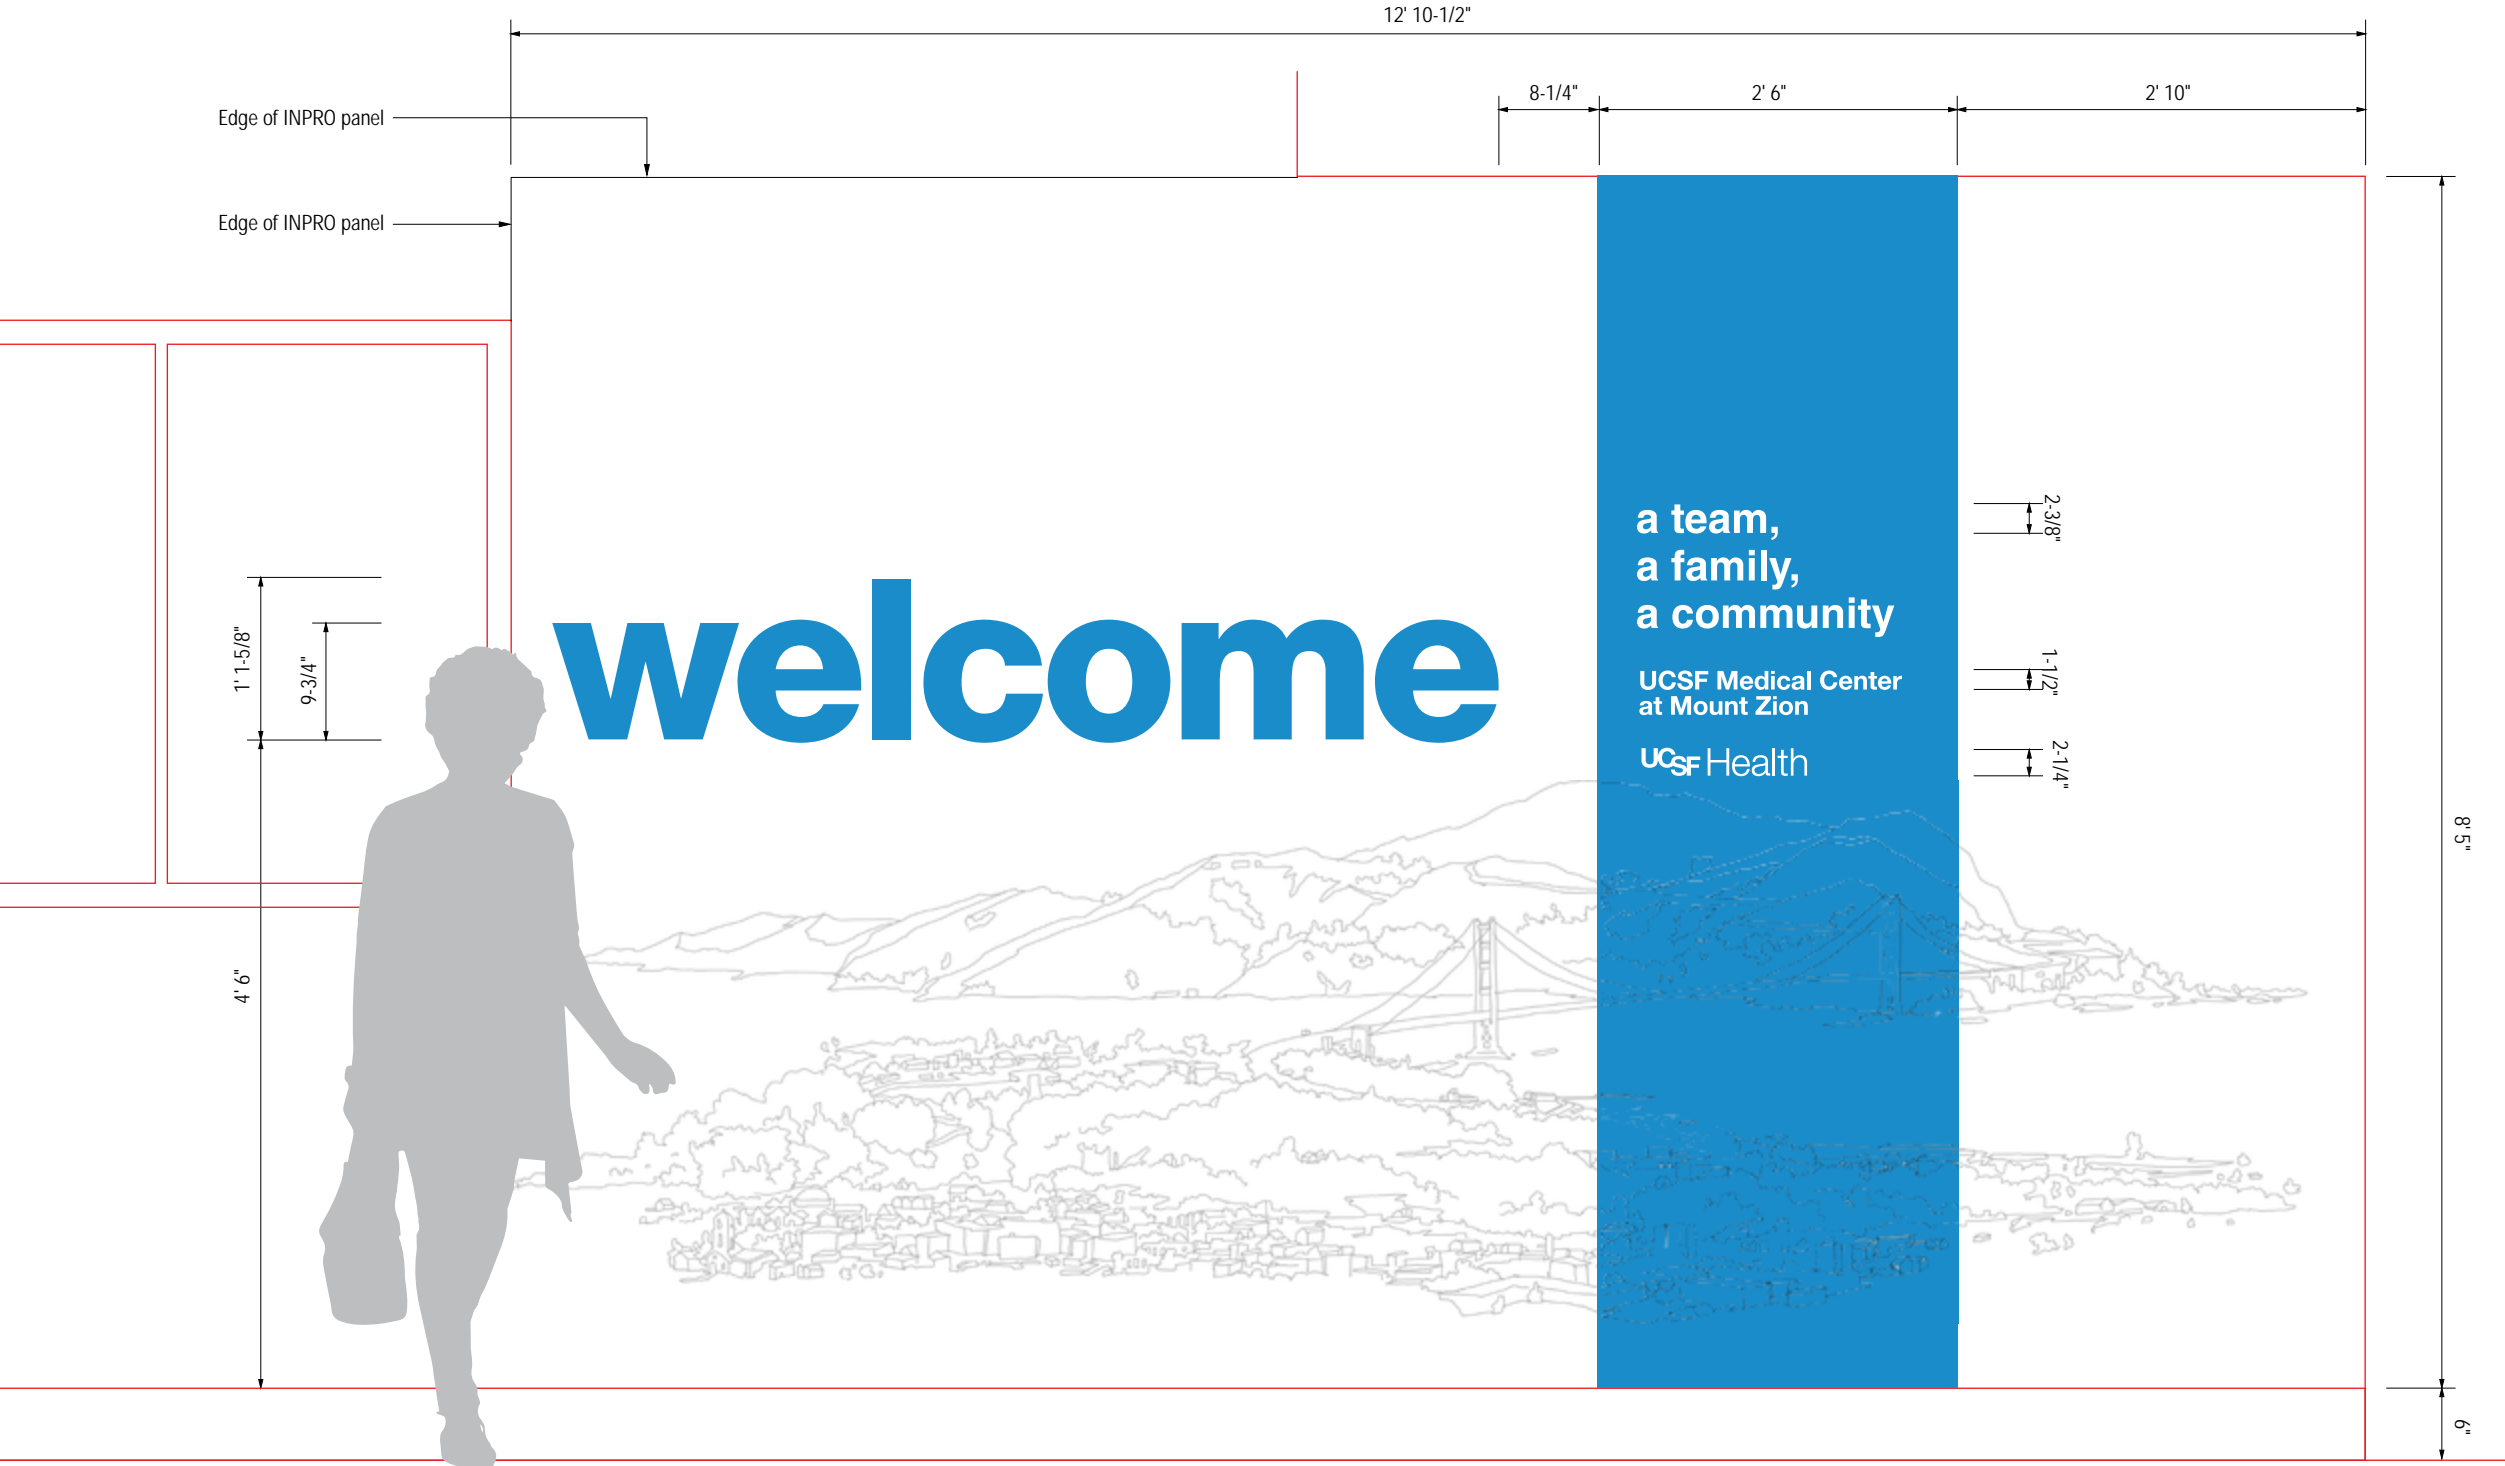 12' 10-1/2"
8-1/4"
2' 6"
2' 10"
Edge of INPRO panel
Edge of INPRO panel
a team,
a family,
a community
2-3/8"
welcome
1' 1-5/8"
9-3/4"
UCSF Medical Center
at Mount Zion
1-1/2"
UCSF Health
2-1/4"
8' 5"
4' 6"
6"